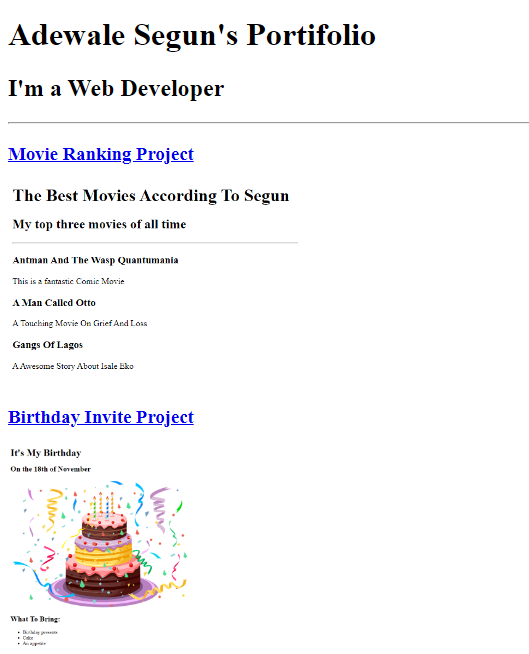 Adewale Segun's Portifolio
I'm a Web Developer
Movie Ranking Project
The Best Movies According To Segun
My top three movies of all time
Antman And The Wasp Quantumania
This is a fantastic Comic Movie
A Man Called Otto
A Touching Movie On Grief And Loss
Gangs Of Lagos
A Awesome Story About Isale Eko
Birthday Invite Project
It's My Birthday
On the 18th of November
What To Bring:
Birthday presents
Cake
An appetite